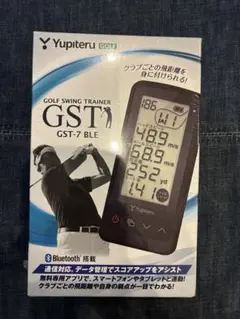 Yupiteru GOLF
クラブごとの飛距離を
身に付けられる!
GOLF SWING TRAINER
GST
GST-7 BLE
186
1W
48.9
m/s
68.9
m/s
252
yd
1.41
Yupiteru
Bluetooth 搭載
通信対応、データ管理でスコアアップをアシスト
無料専用アプリで、スマートフォンやタブレットと連動!
クラブごとの飛距離や自身の弱点が一目でわかる!